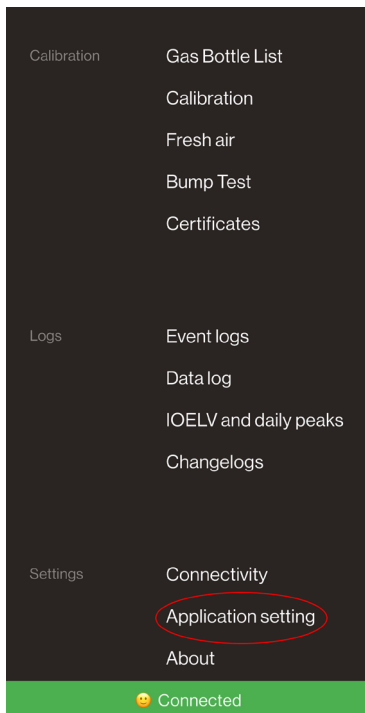 Calibration Gas Bottle List
Calibration
Fresh air
Bump Test
Certificates
Logs Event logs
Data log
IOELV and daily peaks
Changelogs
Settings Connectivity
Application setting
About
🙂 Connected